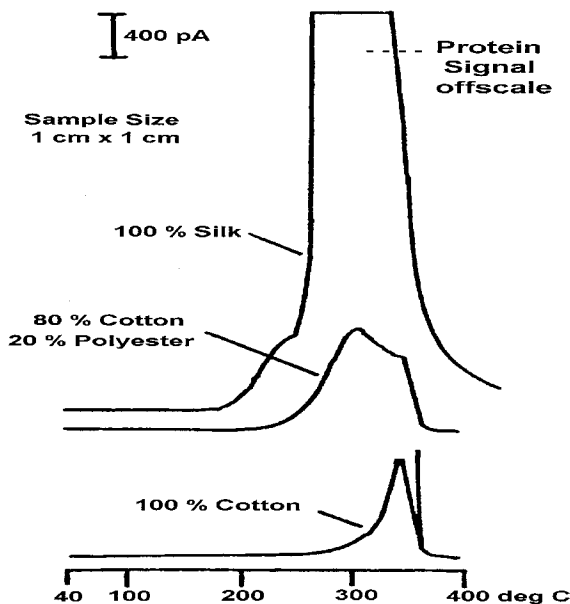 400 pA
Protein
Signal
offscale
Sample Size
1 cm x 1 cm
100 % Silk
80 % Cotton
20 % Polyester
100 % Cotton
40 100 200 300 400 deg C